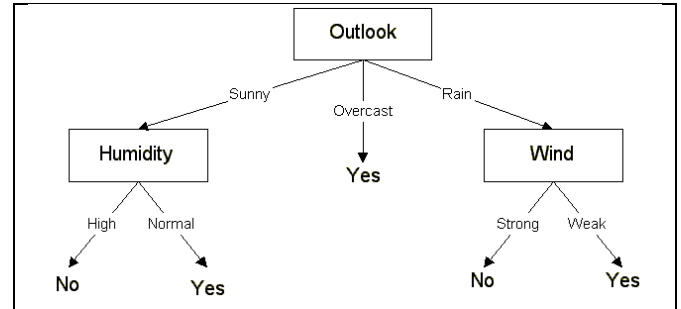 Outlook
Sunny
Overcast
Rain
Humidity
Yes
Wind
High
Normal
Strong
Weak
No
Yes
No
Yes